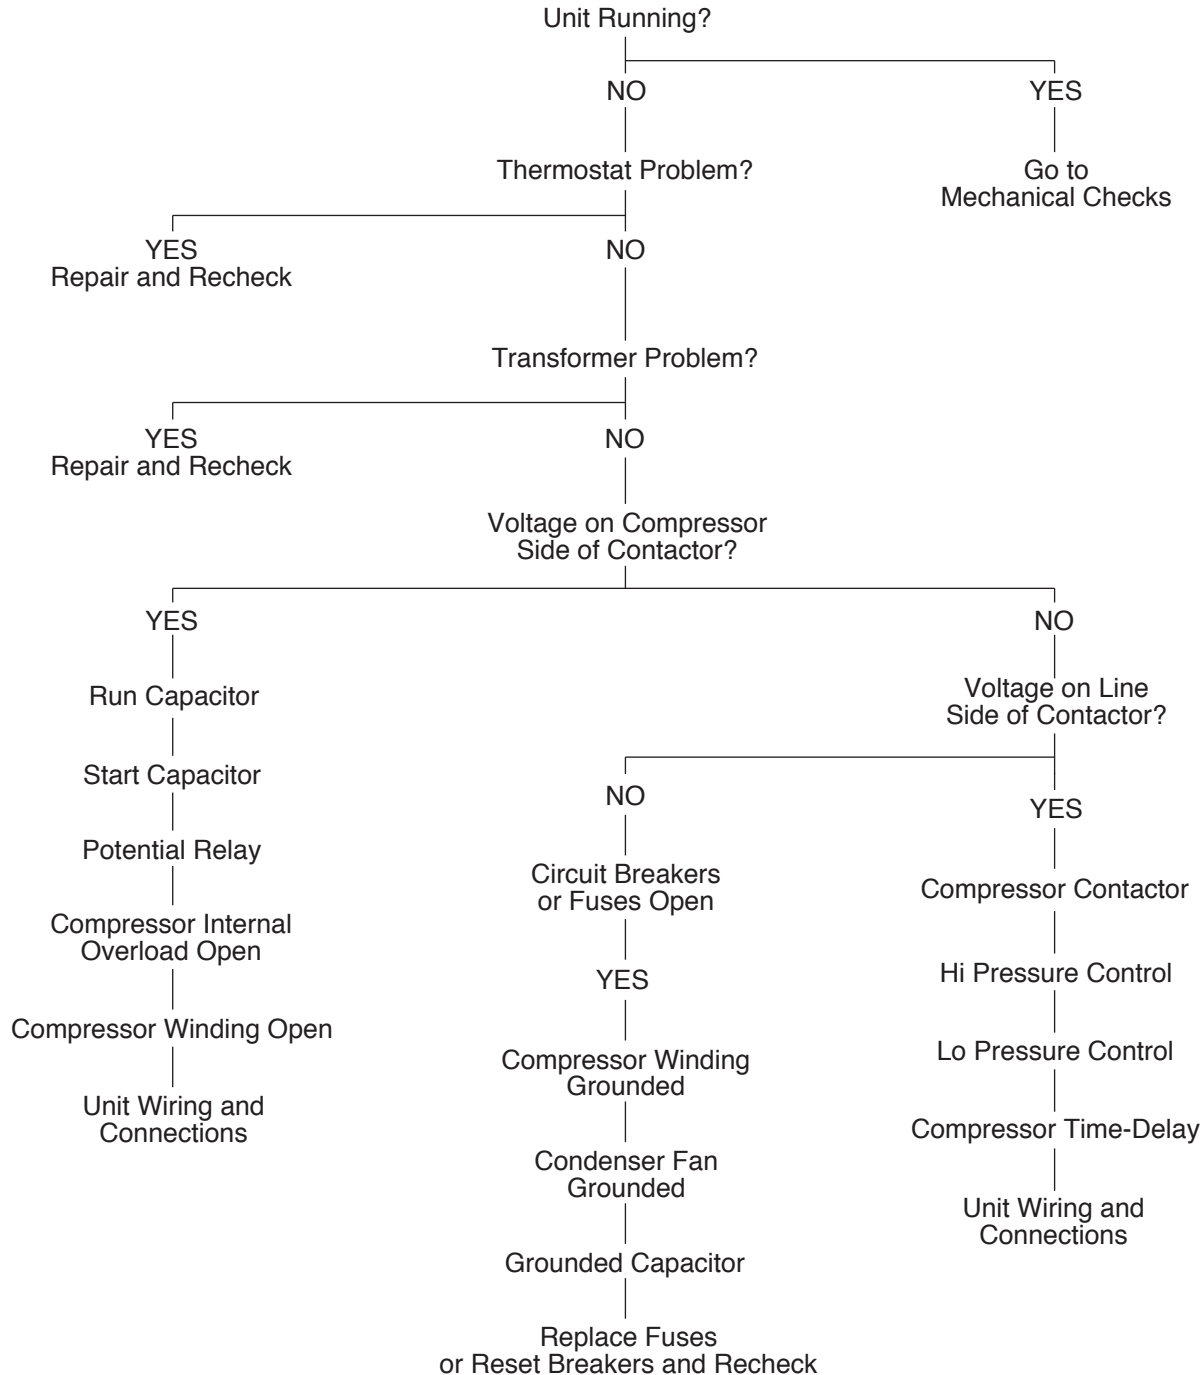 Unit Running?
NO
YES
Thermostat Problem?
Go to
Mechanical Checks
YES
Repair and Recheck
NO
Transformer Problem?
YES
Repair and Recheck
NO
Voltage on Compressor
Side of Contactor?
YES
NO
Run Capacitor
Start Capacitor
Potential Relay
Compressor Internal
Overload Open
Compressor Winding Open
Unit Wiring and
Connections
Voltage on Line
Side of Contactor?
NO
Circuit Breakers
or Fuses Open
YES
Compressor Winding
Grounded
Condenser Fan
Grounded
Grounded Capacitor
Replace Fuses
or Reset Breakers and Recheck
YES
Compressor Contactor
Hi Pressure Control
Lo Pressure Control
Compressor Time-Delay
Unit Wiring and
Connections